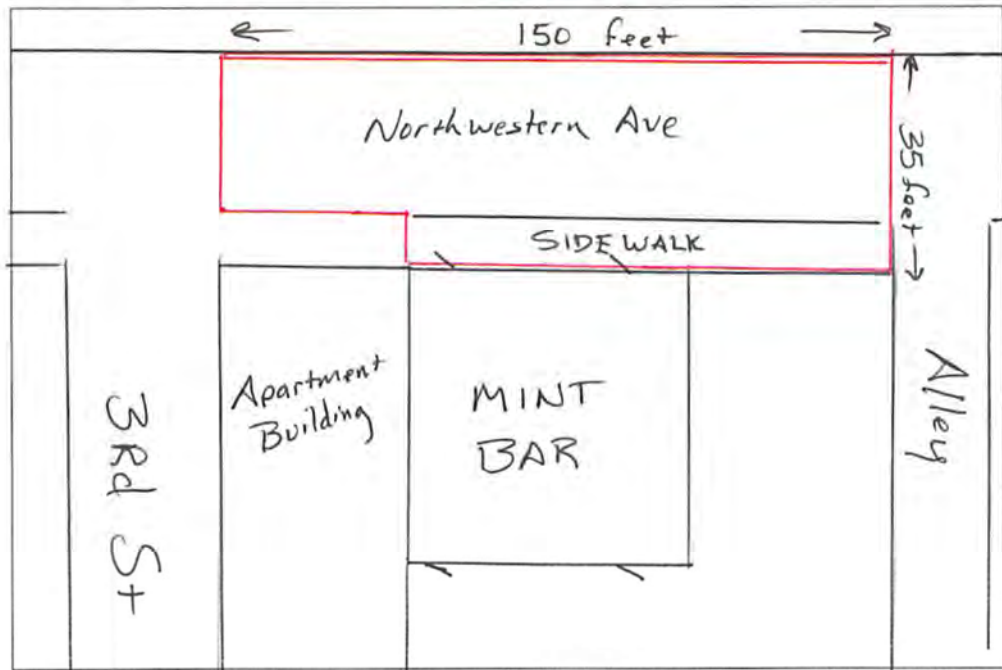 150 feet
Northwestern Ave
35 feet
SIDEWALK
Apartment
Building
MINT
BAR
3Rd St
Alley